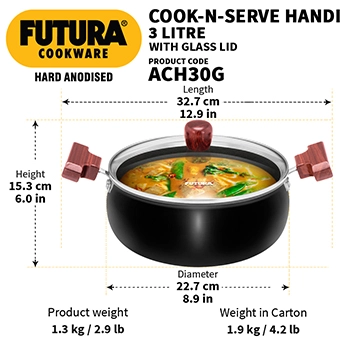 FUTURA®
COOKWARE
HARD ANODISED
COOK-N-SERVE HANDI
3 LITRE
WITH GLASS LID
PRODUCT CODE
ACH30G
Length
32.7 cm
12.9 in
Height
15.3 cm
6.0 in
Diameter
22.7 cm
8.9 in
Product weight
1.3 kg / 2.9 lb
Weight in Carton
1.9 kg / 4.2 lb